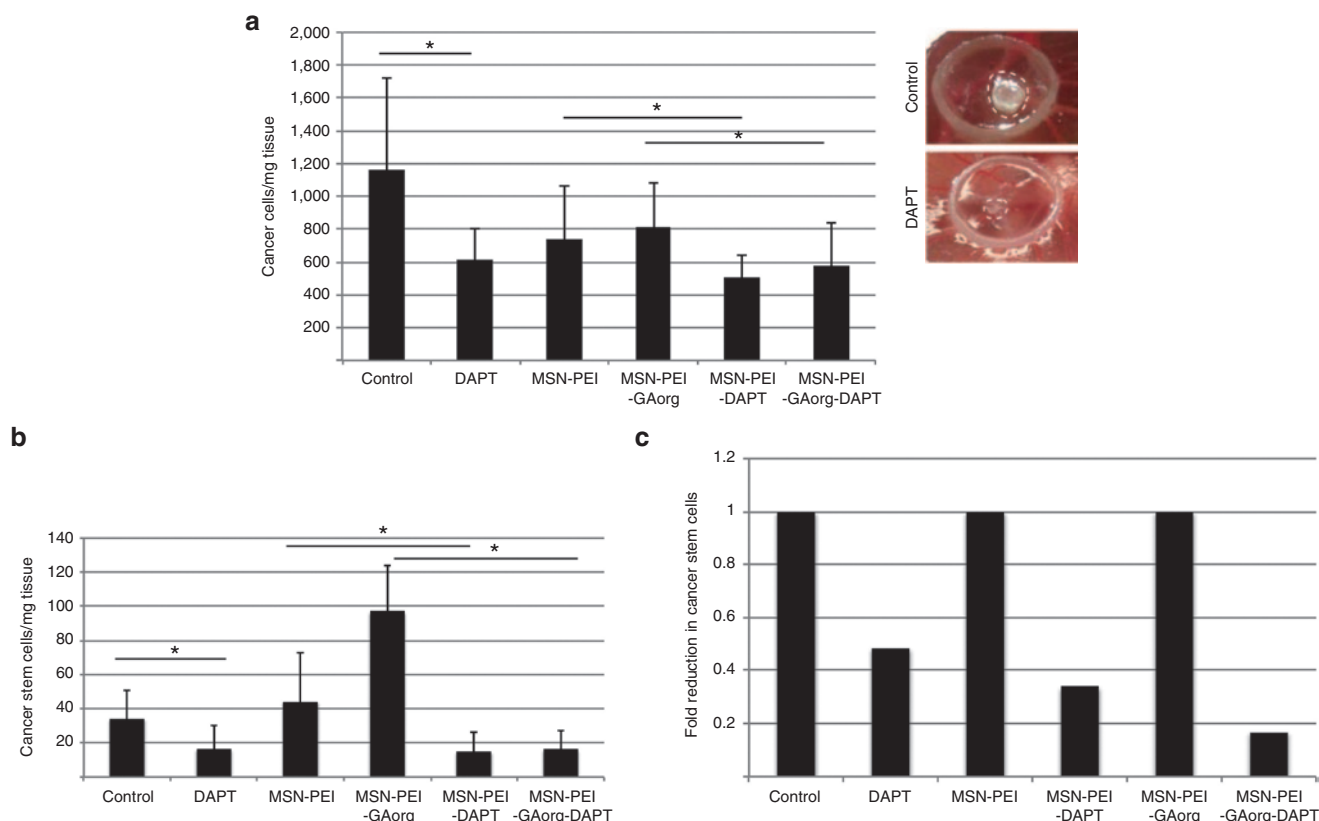 a
2,000
1,800
1,600
1,400
1,200
1,000
800
600
400
200
Cancer cells/mg tissue
*
*
*
Control
DAPT
MSN-PEI
MSN-PEI
-GAorg
MSN-PEI
-DAPT
MSN-PEI
-GAorg-DAPT
Control
DAPT
b
140
120
100
80
60
40
20
Cancer stem cells/mg tissue
*
*
*
Control
DAPT
MSN-PEI
MSN-PEI
-GAorg
MSN-PEI
-DAPT
MSN-PEI
-GAorg-DAPT
c
1.2
1
0.8
0.6
0.4
0.2
Fold reduction in cancer stem cells
Control
DAPT
MSN-PEI
MSN-PEI
-DAPT
MSN-PEI
-GAorg
MSN-PEI
-GAorg-DAPT